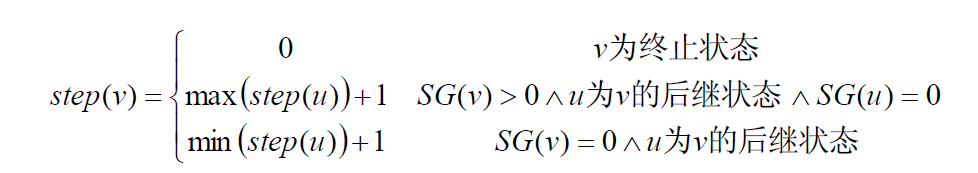 0 v为终止状态
step(v)={max(step(u))+1 SG(v)>0∧u为v的后继状态∧SG(u)=0
min(step(u))+1 SG(v)=0∧u为v的后继状态